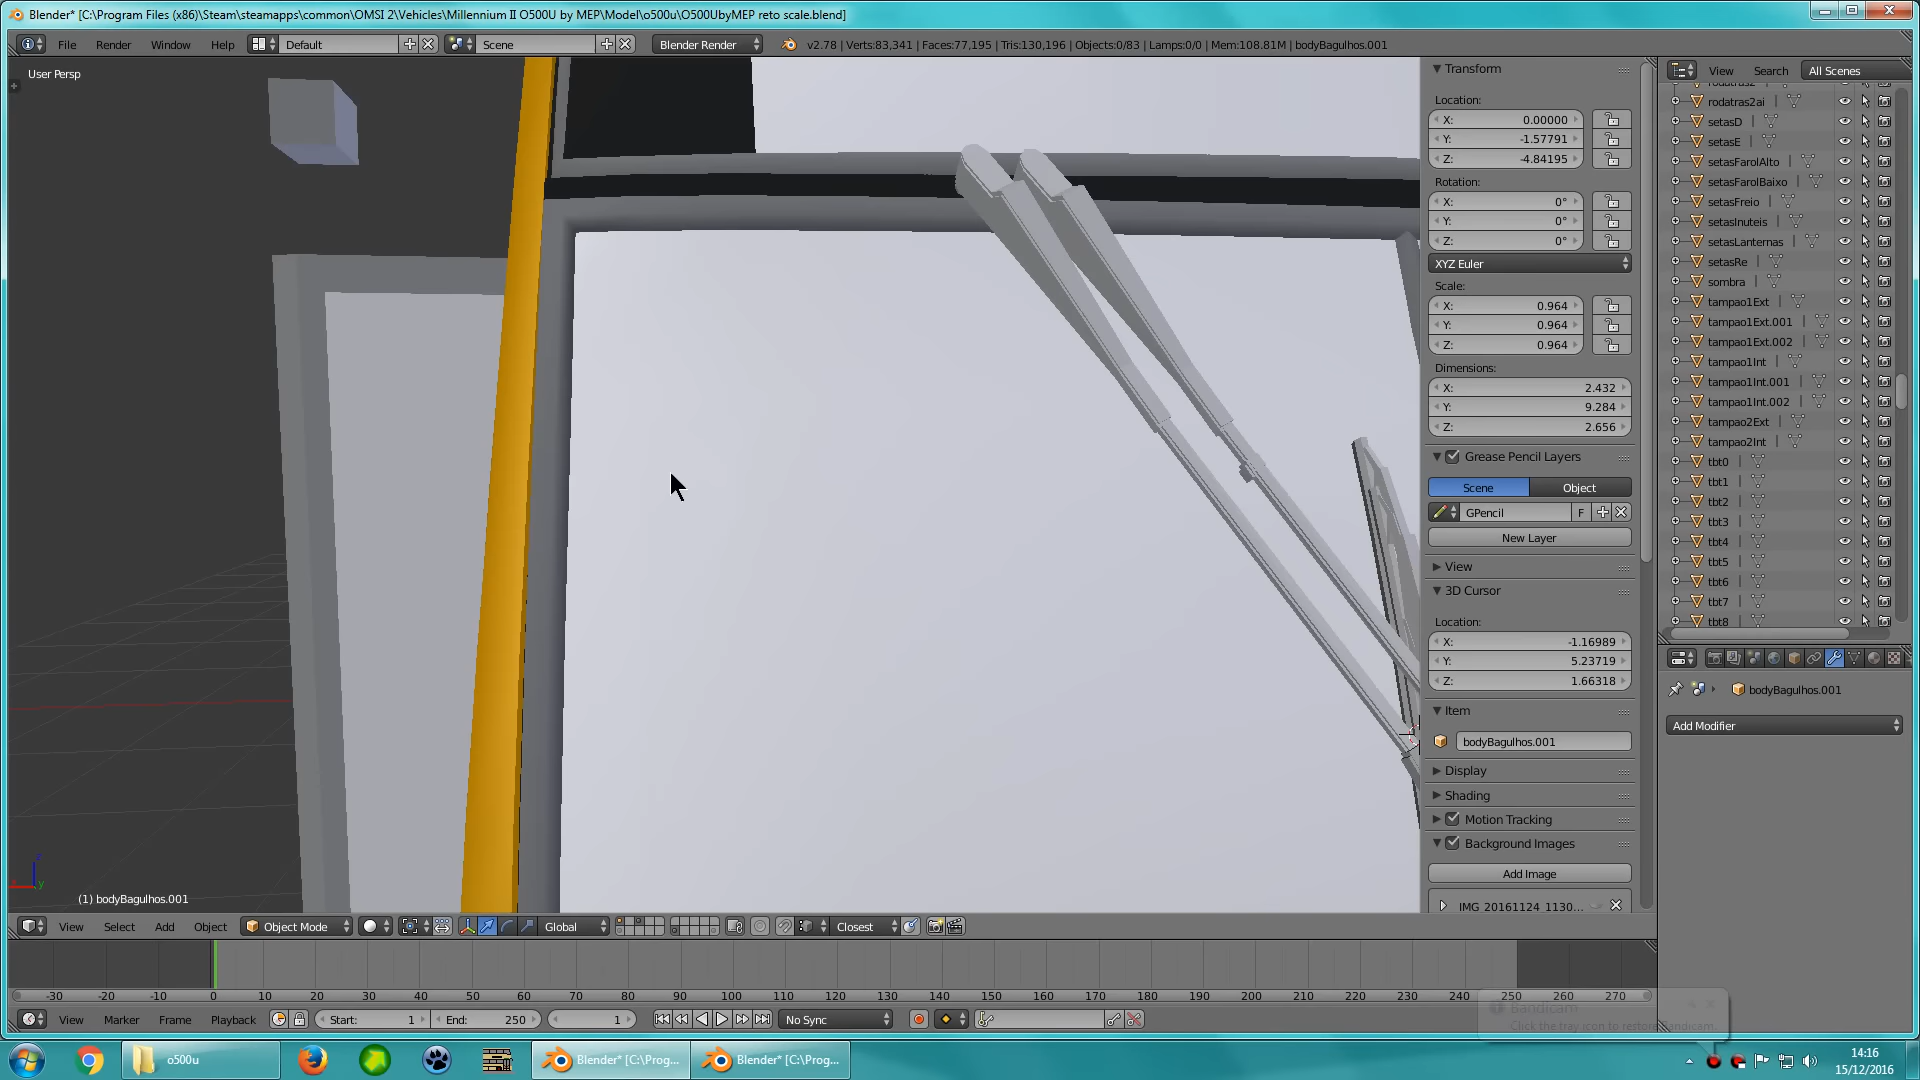 Blender* [C:\Program Files (x86)\Steam\steamapps\common\OMSI 2\Vehicles\Millennium II O500U by MEP\Model\o500u\O500UbyMEP reto scale.blend]
File Render Window Help Default Scene Blender Render v2.78 | Verts:83,341 | Faces:77,195 | Tris:130,196 | Objects:0/83 | Lamps:0/0 | Mem:108.81M | bodyBagulhos.001
User Persp
(1) bodyBagulhos.001
Transform
Location:
X: 0.00000
Y: -1.57791
Z: -4.84195
Rotation:
X: 0°
Y: 0°
Z: 0°
XYZ Euler
Scale:
X: 0.964
Y: 0.964
Z: 0.964
Dimensions:
X: 2.432
Y: 9.284
Z: 2.656
Grease Pencil Layers
Scene Object
GPencil F
New Layer
View
3D Cursor
Location:
X: -1.16989
Y: 5.23719
Z: 1.66318
Item
bodyBagulhos.001
Display
Shading
Motion Tracking
Background Images
Add Image
IMG_20161124_1130...
View Search All Scenes
rodatras2ai
setasD
setasE
setasFarolAlto
setasFarolBaixo
setasFreio
setasInuteis
setasLanternas
setasRe
sombra
tampao1Ext
tampao1Ext.001
tampao1Ext.002
tampao1Int
tampao1Int.001
tampao1Int.002
tampao2Ext
tampao2Int
tbt0
tbt1
tbt2
tbt3
tbt4
tbt5
tbt6
tbt7
tbt8
bodyBagulhos.001
Add Modifier
View Select Add Object Object Mode Global Closest
-30 -20 -10 0 10 20 30 40 50 60 70 80 90 100 110 120 130 140 150 160 170 180 190 200 210 220 230 240 250 260 270
View Marker Frame Playback Start: 1 End: 250 1 No Sync
Bandicam
Click the tray icon to restore Bandicam.
o500u
Blender* [C:\Prog...
Blender* [C:\Prog...
14:16
15/12/2016